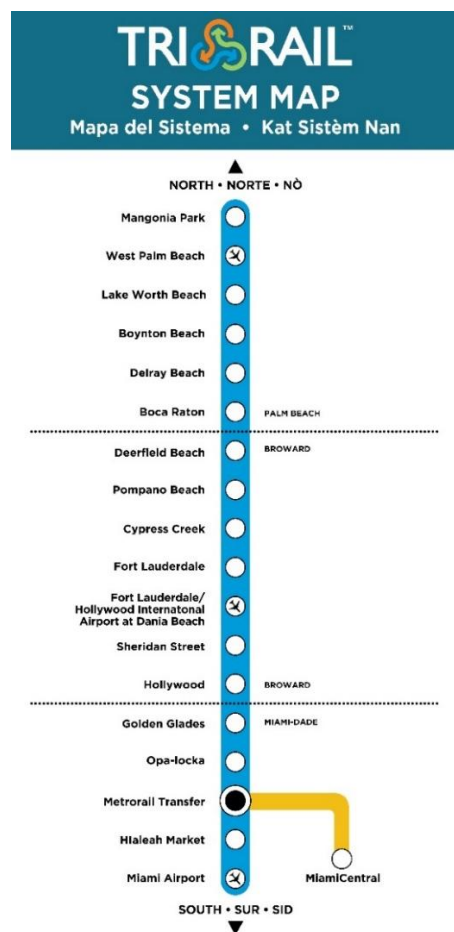 TRI RAIL™
SYSTEM MAP
Mapa del Sistema • Kat Sistèm Nan
NORTH • NORTE • NÒ
Mangonia Park
West Palm Beach
Lake Worth Beach
Boynton Beach
Delray Beach
Boca Raton
PALM BEACH
Deerfield Beach
BROWARD
Pompano Beach
Cypress Creek
Fort Lauderdale
Fort Lauderdale/
Hollywood Internatonal
Airport at Dania Beach
Sheridan Street
Hollywood
BROWARD
Golden Glades
MIAMI-DADE
Opa-locka
Metrorail Transfer
Hialeah Market
Miami Airport
MiamiCentral
SOUTH • SUR • SID